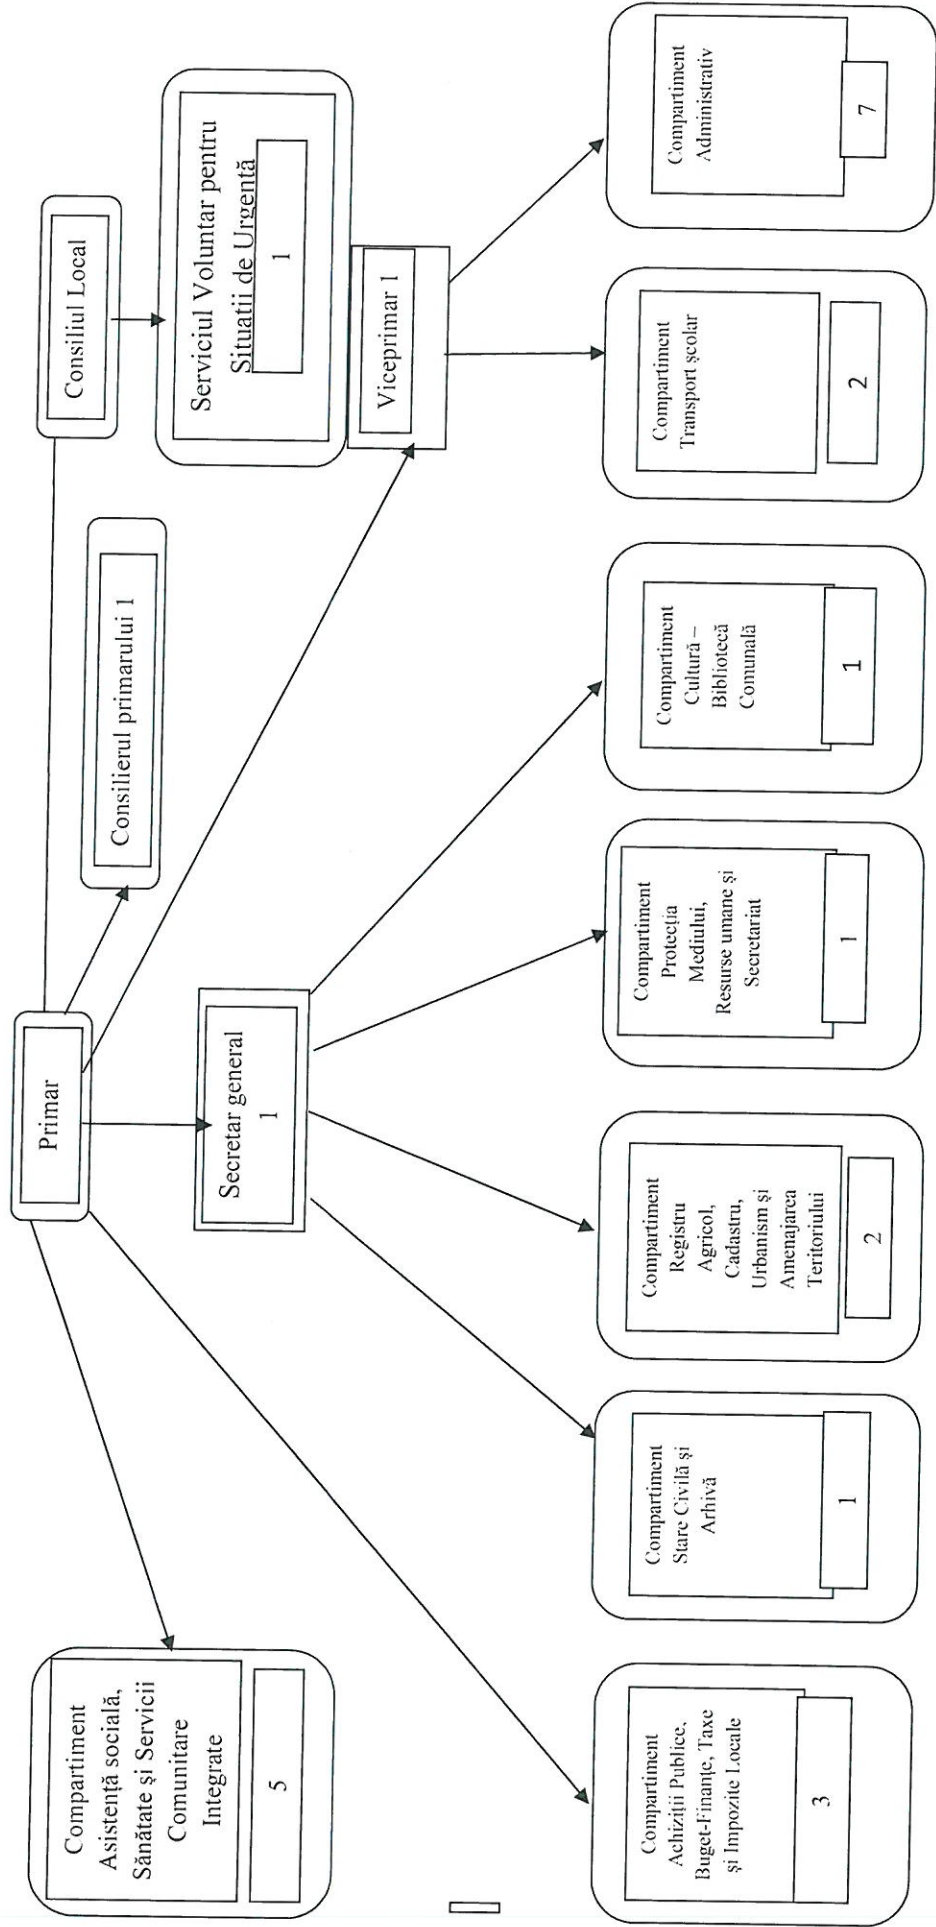 Primar
Consiliul Local
Consilierul primarului 1
Compartiment
Asistență socială,
Sănătate și Servicii
Comunitare
Integrate
5
Secretar general
1
Serviciul Voluntar pentru
Situatii de Urgență
1
Viceprimar 1
Compartiment
Achiziții Publice,
Buget-Finanțe, Taxe
și Impozite Locale
3
Compartiment
Stare Civilă și
Arhivă
1
Compartiment
Registru
Agricol,
Cadastru,
Urbanism și
Amenajarea
Teritoriului
2
Compartiment
Protecția
Mediului,
Resurse umane și
Secretariat
1
Compartiment
Cultură –
Bibliotecă
Comunală
1
Compartiment
Transport școlar
2
Compartiment
Administrativ
7